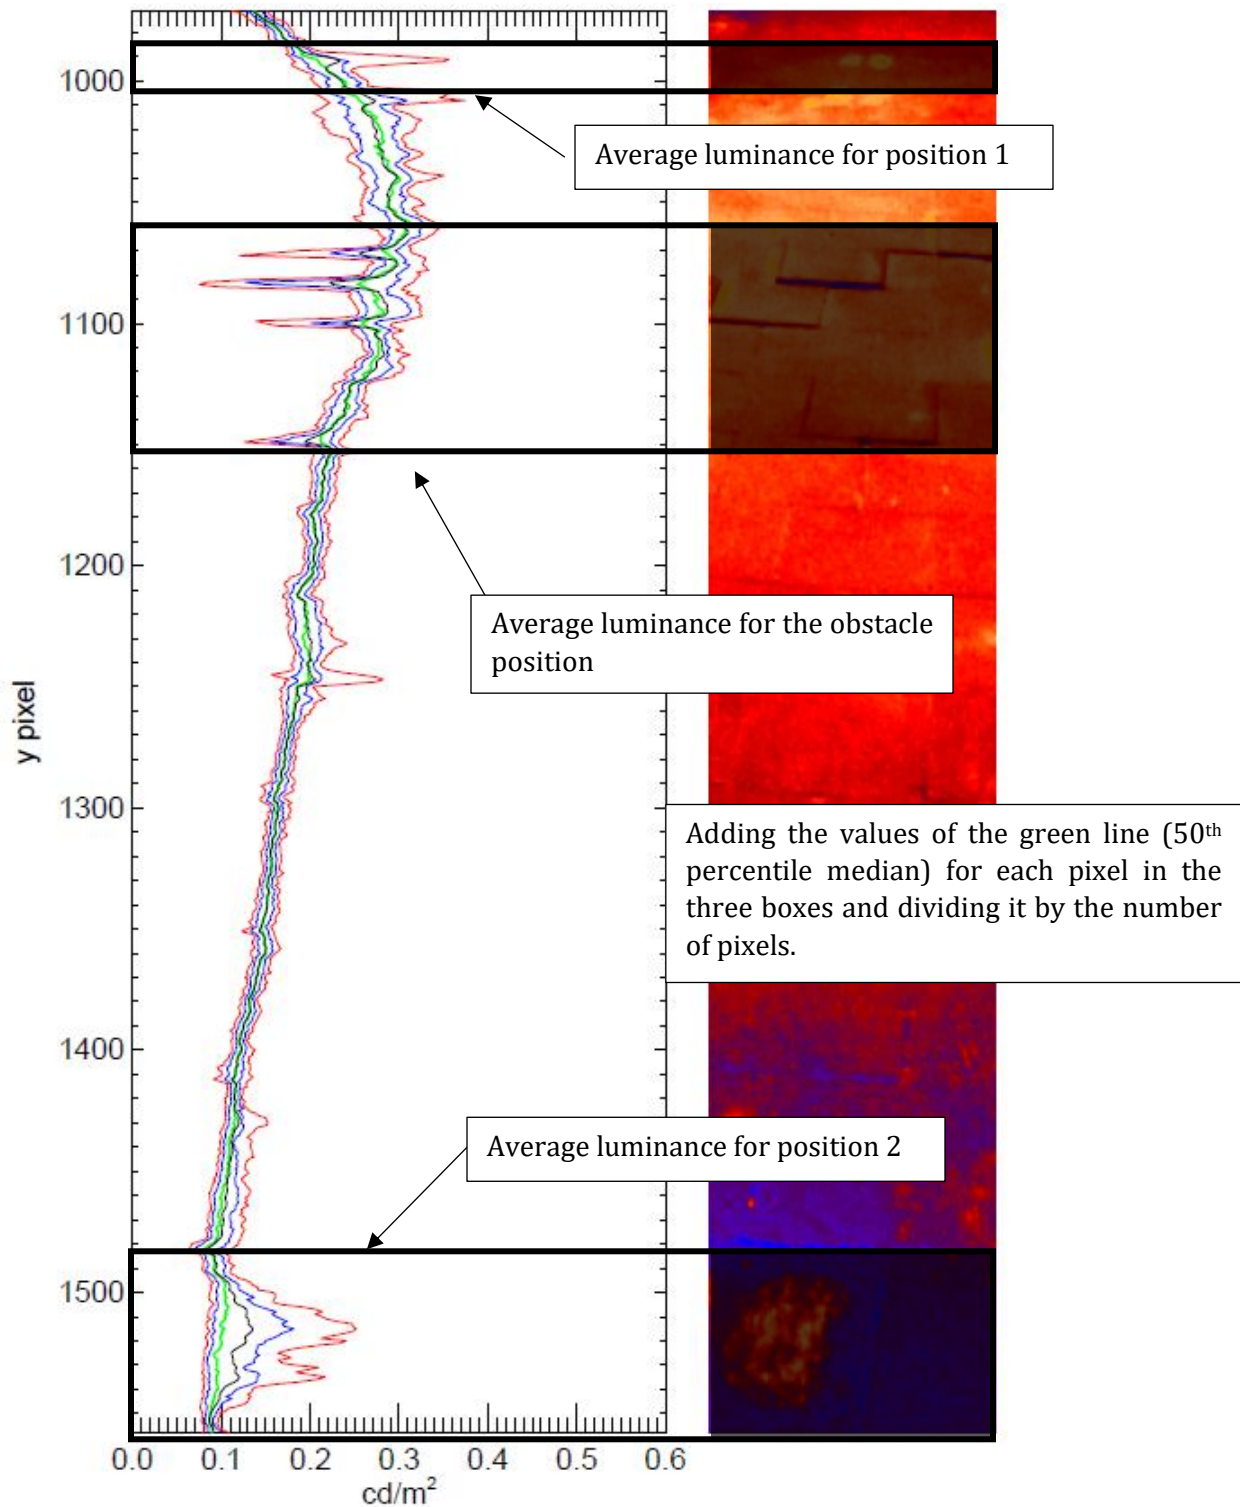 1000
Average luminance for position 1
1100
1200
Average luminance for the obstacle
position
y pixel
1300
Adding the values of the green line (50th
percentile median) for each pixel in the
three boxes and dividing it by the number
of pixels.
1400
Average luminance for position 2
1500
0.0 0.1 0.2 0.3 0.4 0.5 0.6
cd/m²